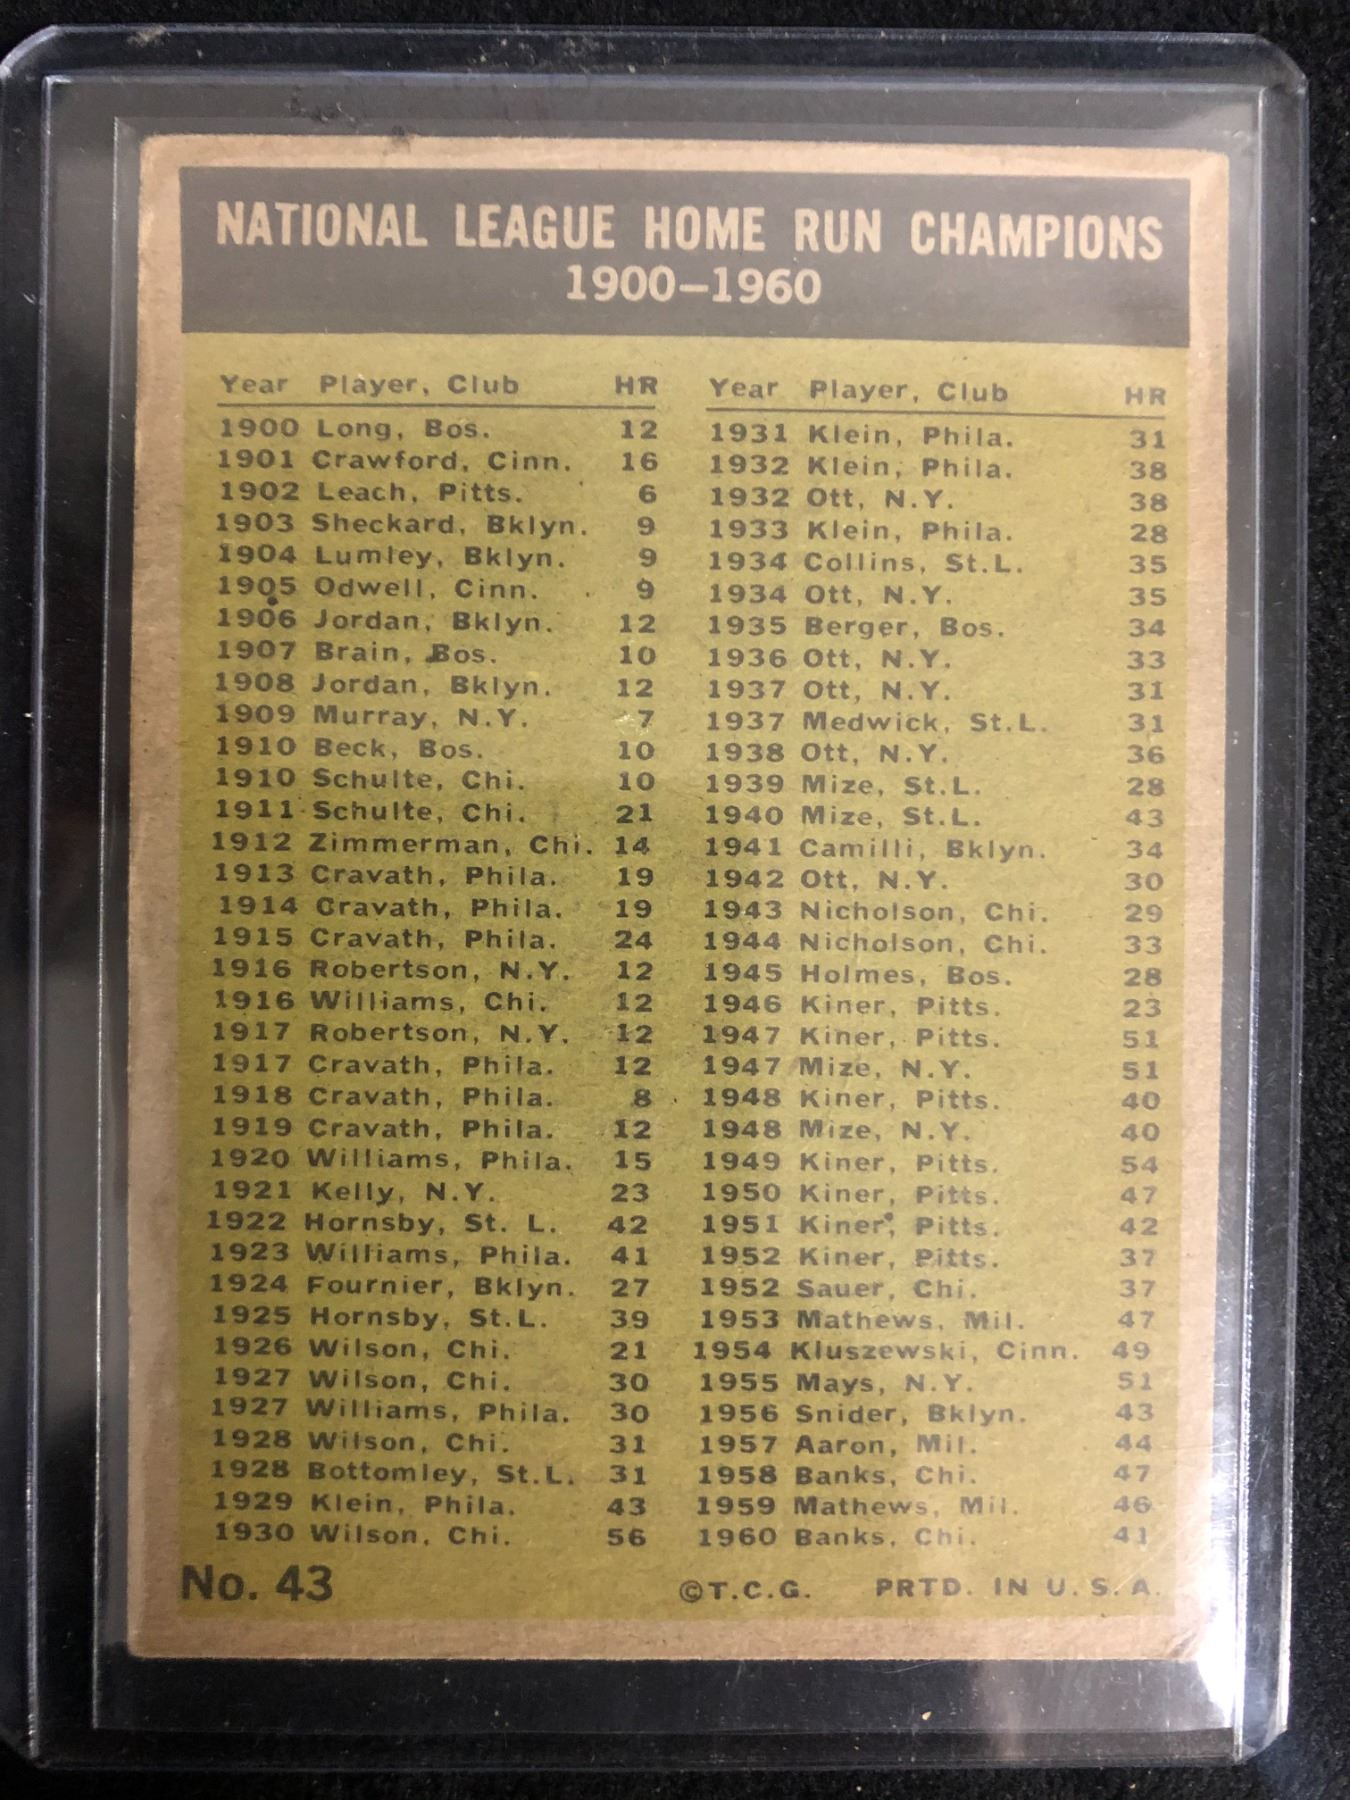 NATIONAL LEAGUE HOME RUN CHAMPIONS
1900–1960
Year Player, Club HR
1900 Long, Bos. 12
1901 Crawford, Cinn. 16
1902 Leach, Pitts. 6
1903 Sheckard, Bklyn. 9
1904 Lumley, Bklyn. 9
1905 Odwell, Cinn. 9
1906 Jordan, Bklyn. 12
1907 Brain, Bos. 10
1908 Jordan, Bklyn. 12
1909 Murray, N.Y. 7
1910 Beck, Bos. 10
1910 Schulte, Chi. 10
1911 Schulte, Chi. 21
1912 Zimmerman, Chi. 14
1913 Cravath, Phila. 19
1914 Cravath, Phila. 19
1915 Cravath, Phila. 24
1916 Robertson, N.Y. 12
1916 Williams, Chi. 12
1917 Robertson, N.Y. 12
1917 Cravath, Phila. 12
1918 Cravath, Phila. 8
1919 Cravath, Phila. 12
1920 Williams, Phila. 15
1921 Kelly, N.Y. 23
1922 Hornsby, St. L. 42
1923 Williams, Phila. 41
1924 Fournier, Bklyn. 27
1925 Hornsby, St.L. 39
1926 Wilson, Chi. 21
1927 Wilson, Chi. 30
1927 Williams, Phila. 30
1928 Wilson, Chi. 31
1928 Bottomley, St.L. 31
1929 Klein, Phila. 43
1930 Wilson, Chi. 56
Year Player, Club HR
1931 Klein, Phila. 31
1932 Klein, Phila. 38
1932 Ott, N.Y. 38
1933 Klein, Phila. 28
1934 Collins, St.L. 35
1934 Ott, N.Y. 35
1935 Berger, Bos. 34
1936 Ott, N.Y. 33
1937 Ott, N.Y. 31
1937 Medwick, St.L. 31
1938 Ott, N.Y. 36
1939 Mize, St.L. 28
1940 Mize, St.L. 43
1941 Camilli, Bklyn. 34
1942 Ott, N.Y. 30
1943 Nicholson, Chi. 29
1944 Nicholson, Chi. 33
1945 Holmes, Bos. 28
1946 Kiner, Pitts. 23
1947 Kiner, Pitts. 51
1947 Mize, N.Y. 51
1948 Kiner, Pitts. 40
1948 Mize, N.Y. 40
1949 Kiner, Pitts. 54
1950 Kiner, Pitts. 47
1951 Kiner, Pitts. 42
1952 Kiner, Pitts. 37
1952 Sauer, Chi. 37
1953 Mathews, Mil. 47
1954 Kluszewski, Cinn. 49
1955 Mays, N.Y. 51
1956 Snider, Bklyn. 43
1957 Aaron, Mil. 44
1958 Banks, Chi. 47
1959 Mathews, Mil. 46
1960 Banks, Chi. 41
No. 43
©T.C.G. PRTD. IN U.S.A.